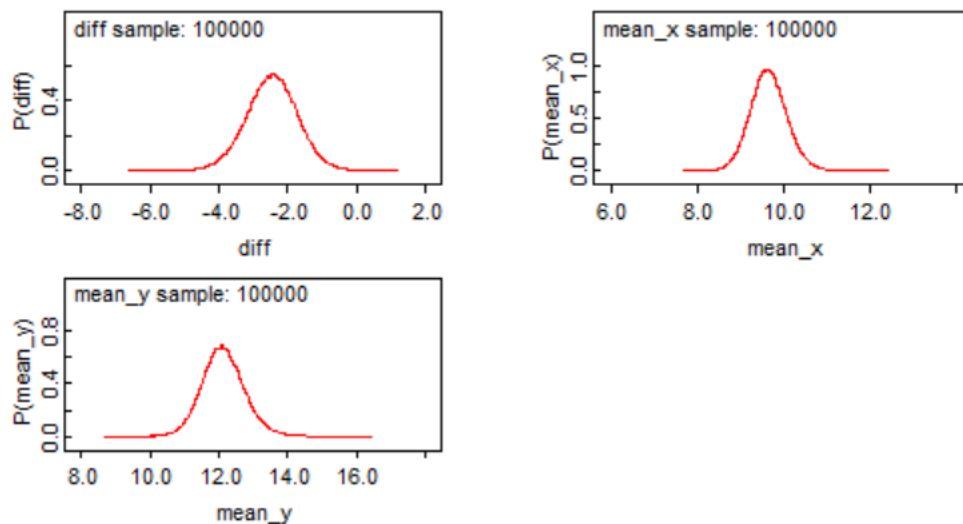 diff sample: 100000
P(diff)
0.4
0.0
-8.0 -6.0 -4.0 -2.0 0.0 2.0
diff
mean_x sample: 100000
P(mean_x)
1.0
0.5
0.0
6.0 8.0 10.0 12.0
mean_x
mean_y sample: 100000
P(mean_y)
0.8
0.4
0.0
8.0 10.0 12.0 14.0 16.0
mean_y